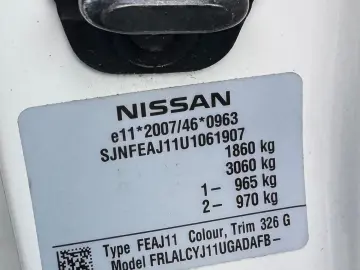 NISSAN
e11*2007/46*0963
SJNFEAJ11U1061907
1860 kg
3060 kg
1- 965 kg
2- 970 kg
Type FEAJ11 Colour, Trim 326 G
Model FRLALCYJ11UGADAFB-